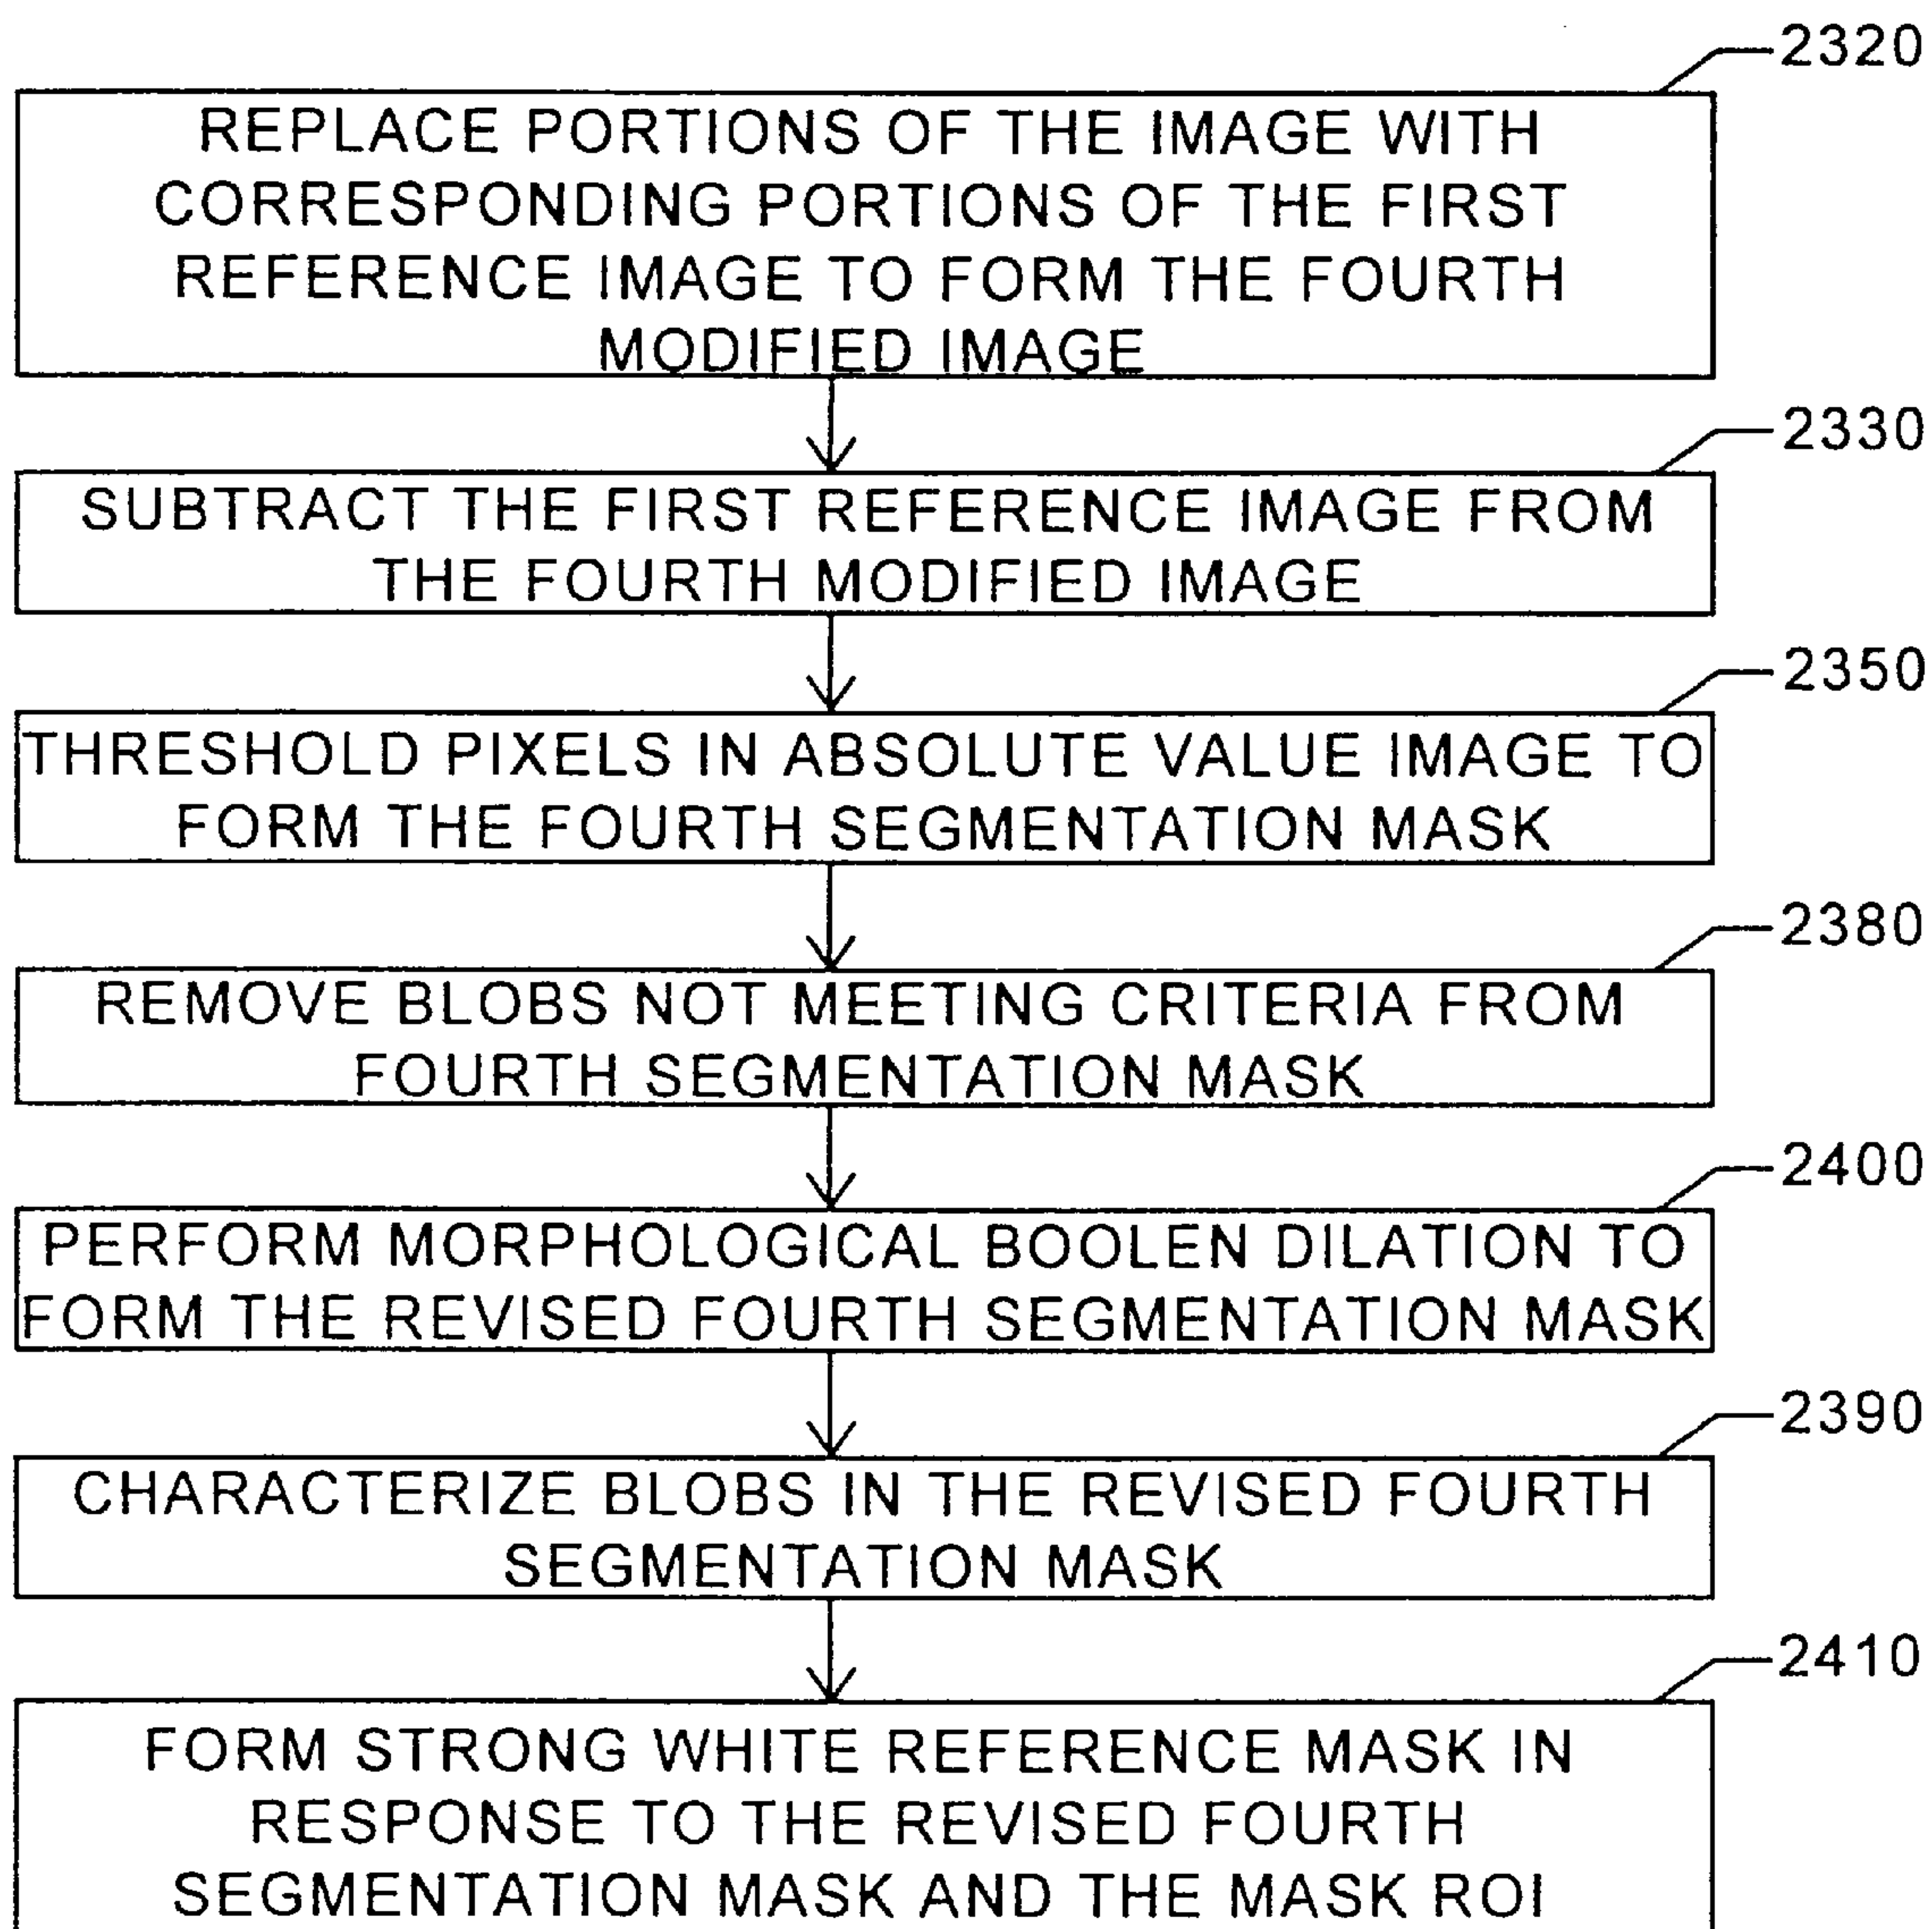 2320
REPLACE PORTIONS OF THE IMAGE WITH
CORRESPONDING PORTIONS OF THE FIRST
REFERENCE IMAGE TO FORM THE FOURTH
MODIFIED IMAGE
2330
SUBTRACT THE FIRST REFERENCE IMAGE FROM
THE FOURTH MODIFIED IMAGE
2350
THRESHOLD PIXELS IN ABSOLUTE VALUE IMAGE TO
FORM THE FOURTH SEGMENTATION MASK
2380
REMOVE BLOBS NOT MEETING CRITERIA FROM
FOURTH SEGMENTATION MASK
2400
PERFORM MORPHOLOGICAL BOOLEN DILATION TO
FORM THE REVISED FOURTH SEGMENTATION MASK
2390
CHARACTERIZE BLOBS IN THE REVISED FOURTH
SEGMENTATION MASK
2410
FORM STRONG WHITE REFERENCE MASK IN
RESPONSE TO THE REVISED FOURTH
SEGMENTATION MASK AND THE MASK ROI